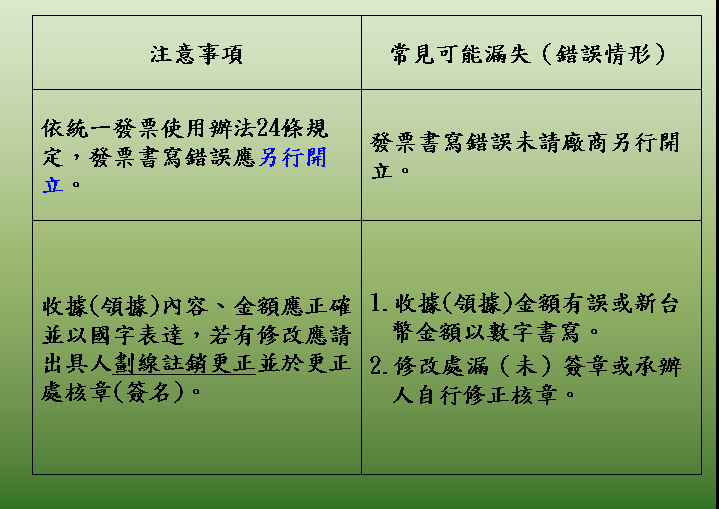 注意事項
常見可能漏失（錯誤情形）
依統一發票使用辦法24條規
定，發票書寫錯誤應另行開
立。
發票書寫錯誤未請廠商另行開
立。
收據(領據)內容、金額應正確
並以國字表達，若有修改應請
出具人劃線註銷更正並於更正
處核章(簽名)。
1.收據(領據)金額有誤或新台
幣金額以數字書寫。
2.修改處漏（未）簽章或承辦
人自行修正核章。